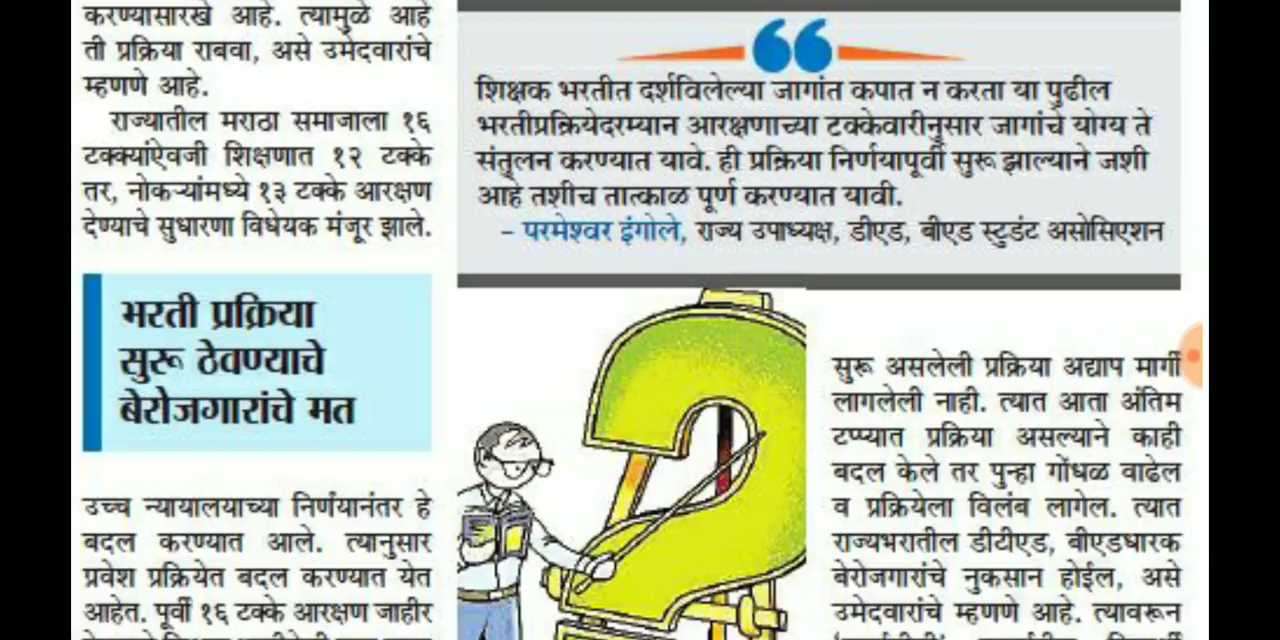 करण्यासारखे आहे. त्यामुळे आहे
ती प्रक्रिया राबवा, असे उमेदवारांचे
म्हणणे आहे.
राज्यातील मराठा समाजाला १६
टक्क्यांऐवजी शिक्षणात १२ टक्के
तर, नोकऱ्यांमध्ये १३ टक्के आरक्षण
देण्याचे सुधारणा विधेयक मंजूर झाले.
भरती प्रक्रिया
सुरू ठेवण्याचे
बेरोजगारांचे मत
उच्च न्यायालयाच्या निर्णयानंतर हे
बदल करण्यात आले. त्यानुसार
प्रवेश प्रक्रियेत बदल करण्यात येत
आहेत. पूर्वी १६ टक्के आरक्षण जाहीर
शिक्षक भरतीत दर्शविलेल्या जागांत कपात न करता या पुढील
भरतीप्रक्रियेदरम्यान आरक्षणाच्या टक्केवारीनुसार जागांचे योग्य ते
संतुलन करण्यात यावे. ही प्रक्रिया निर्णयापूर्वी सुरू झाल्याने जशी
आहे तशीच तात्काळ पूर्ण करण्यात यावी.
– परमेश्वर इंगोले, राज्य उपाध्यक्ष, डीएड, बीएड स्टुडंट असोसिएशन
सुरू असलेली प्रक्रिया अद्याप मार्गी
लागलेली नाही. त्यात आता अंतिम
टप्प्यात प्रक्रिया असल्याने काही
बदल केले तर पुन्हा गोंधळ वाढेल
व प्रक्रियेला विलंब लागेल. त्यात
राज्यभरातील डीटीएड, बीएडधारक
बेरोजगारांचे नुकसान होईल, असे
उमेदवारांचे म्हणणे आहे. त्यावरून